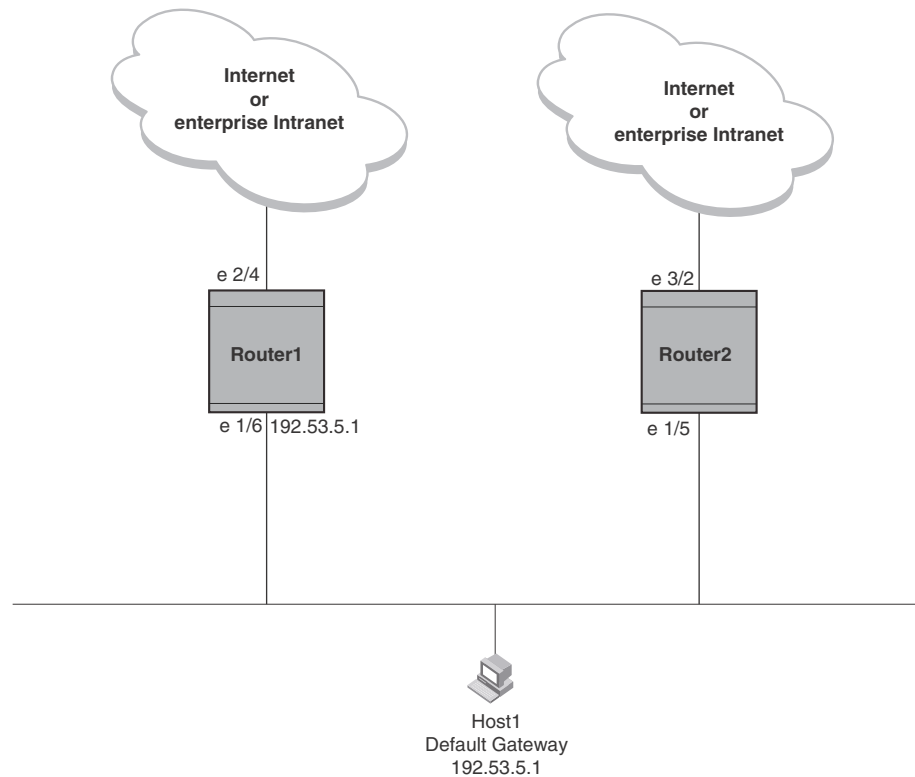 Internet
or
enterprise Intranet
Internet
or
enterprise Intranet
e 2/4
e 3/2
Router1
Router2
e 1/6 192.53.5.1
e 1/5
Host1
Default Gateway
192.53.5.1